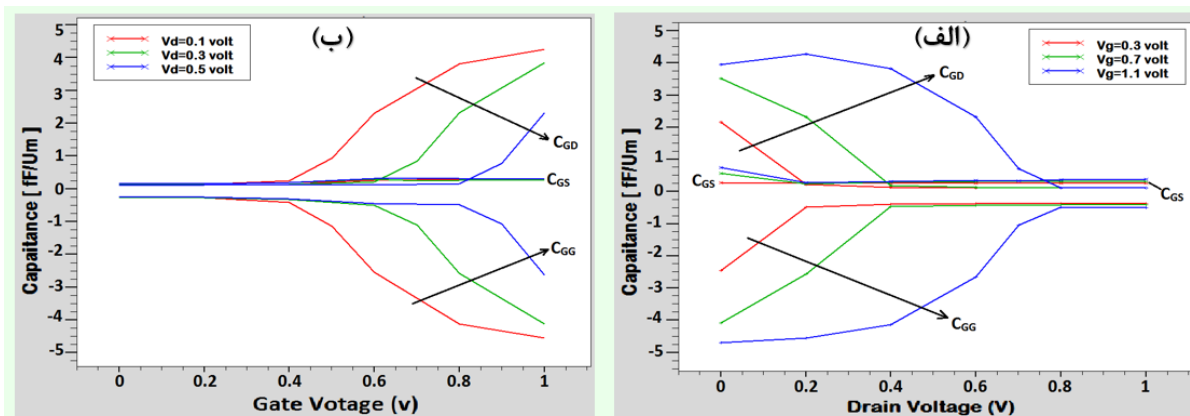 (ب)
Vd=0.1 volt
Vd=0.3 volt
Vd=0.5 volt
Capaitance [ fF/Um]
5
4
3
2
1
0
-1
-2
-3
-4
-5
CGD
CGS
CGG
0 0.2 0.4 0.6 0.8 1
Gate Votage (v)
(الف)
Vg=0.3 volt
Vg=0.7 volt
Vg=1.1 volt
Capaitance [ fF/Um]
5
4
3
2
1
0
-1
-2
-3
-4
-5
CGD
CGS
CGS
CGG
0 0.2 0.4 0.6 0.8 1
Drain Voltage (V)